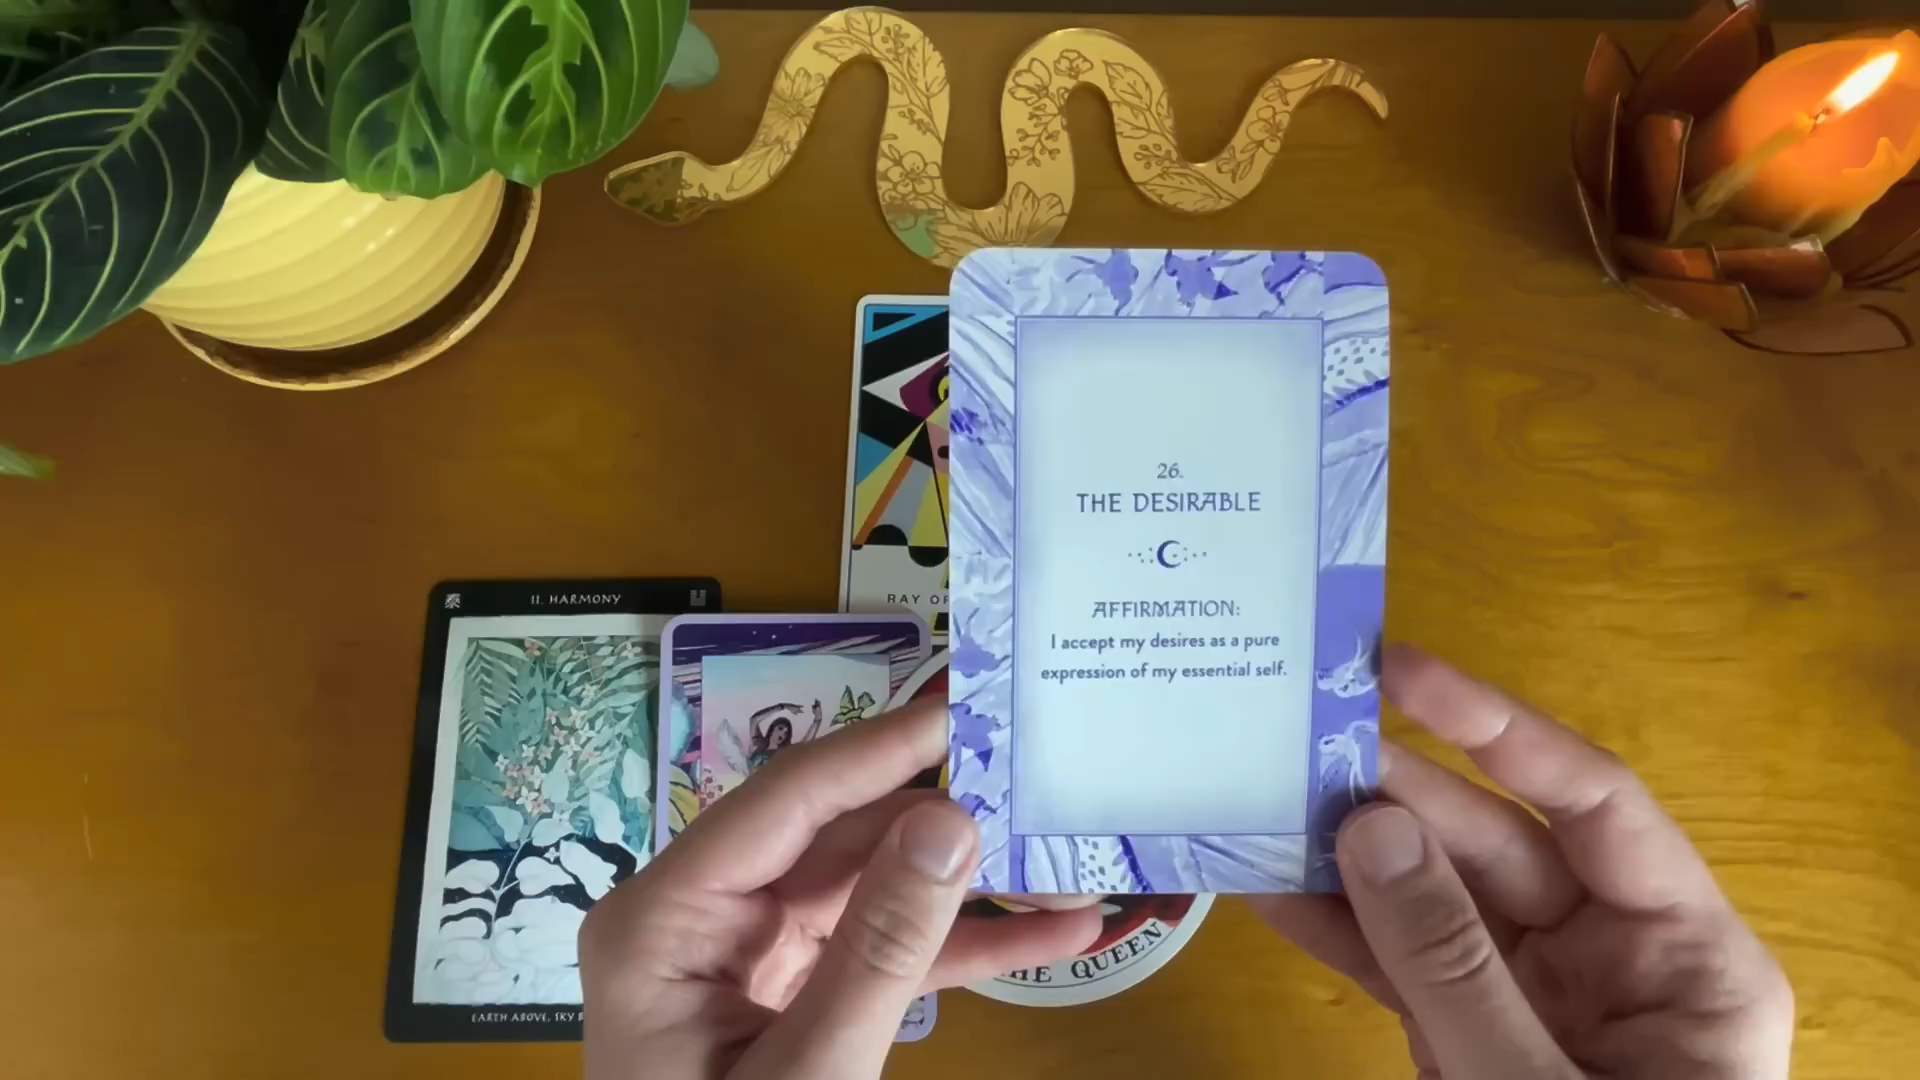 26.
THE DESIRABLE
AFFIRMATION:
I accept my desires as a pure
expression of my essential self.
RAY OF
II. HARMONY
EARTH ABOVE, SKY
THE QUEEN